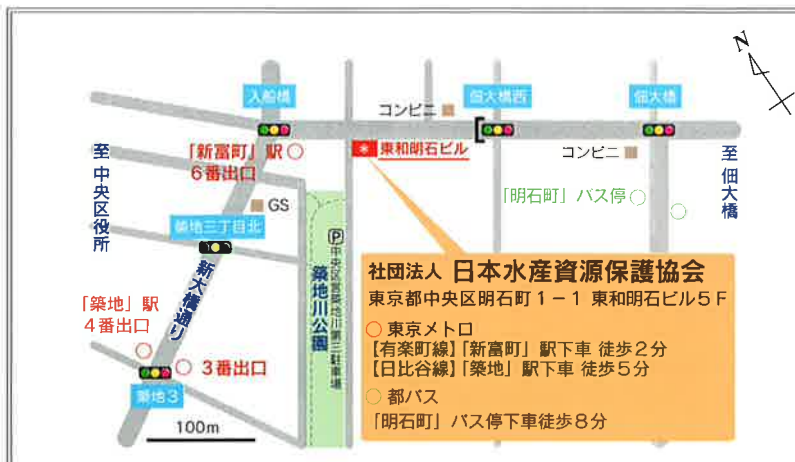 N
入船橋
コンビニ
佃大橋西
佃大橋
「新富町」駅
6番出口
東和明石ビル
コンビニ
至 中央区役所
至 佃大橋
「明石町」バス停
GS
築地三丁目北
新大橋通り
P 中央区営築地川第三駐車場
築地川公園
「築地」駅
4番出口
3番出口
築地3
100m
社団法人 日本水産資源保護協会
東京都中央区明石町1-1 東和明石ビル5F
東京メトロ
【有楽町線】「新富町」駅下車 徒歩2分
【日比谷線】「築地」駅下車 徒歩5分
都バス
「明石町」バス停下車徒歩8分